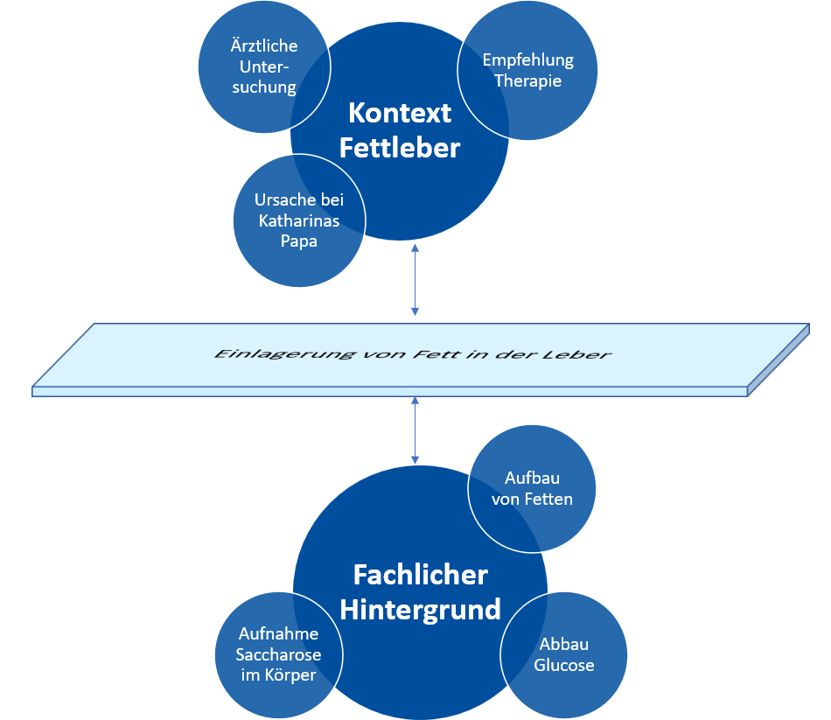 Ärztliche
Unter-
suchung
Empfehlung
Therapie
Kontext
Fettleber
Ursache bei
Katharinas
Papa
Einlagerung von Fett in der Leber
Aufbau
von Fetten
Fachlicher
Hintergrund
Aufnahme
Saccharose
im Körper
Abbau
Glucose